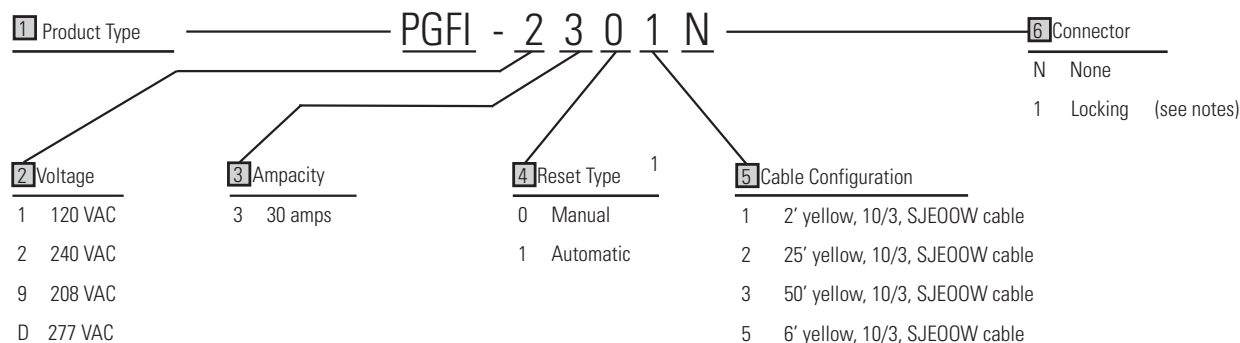 1 Product Type
PGFI - 2 3 0 1 N
6 Connector
N None
1 Locking (see notes)
2 Voltage
1 120 VAC
2 240 VAC
9 208 VAC
D 277 VAC
3 Ampacity
3 30 amps
4 Reset Type 1
0 Manual
1 Automatic
5 Cable Configuration
1 2’ yellow, 10/3, SJEOOW cable
2 25’ yellow, 10/3, SJEOOW cable
3 50’ yellow, 10/3, SJEOOW cable
5 6’ yellow, 10/3, SJEOOW cable